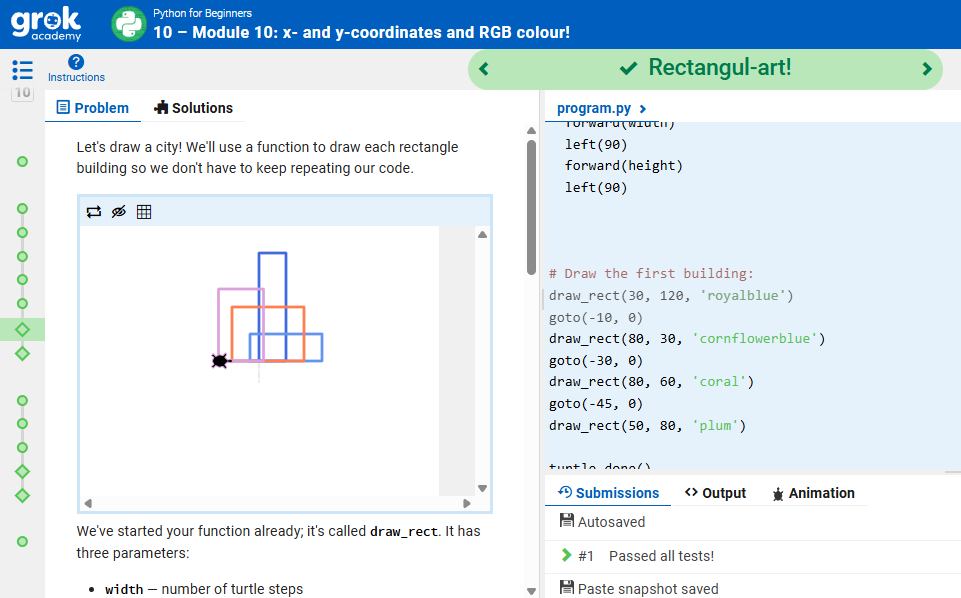 grok
academy
Python for Beginners
10 – Module 10: x- and y-coordinates and RGB colour!
Instructions
Rectangul-art!
10
Problem
Solutions
program.py
Let's draw a city! We'll use a function to draw each rectangle
building so we don't have to keep repeating our code.
We've started your function already; it's called draw_rect. It has
three parameters:
• width — number of turtle steps
forward(width)
left(90)
forward(height)
left(90)
# Draw the first building:
draw_rect(30, 120, 'royalblue')
goto(-10, 0)
draw_rect(80, 30, 'cornflowerblue')
goto(-30, 0)
draw_rect(80, 60, 'coral')
goto(-45, 0)
draw_rect(50, 80, 'plum')
turtle.done()
Submissions
<> Output
Animation
Autosaved
#1 Passed all tests!
Paste snapshot saved